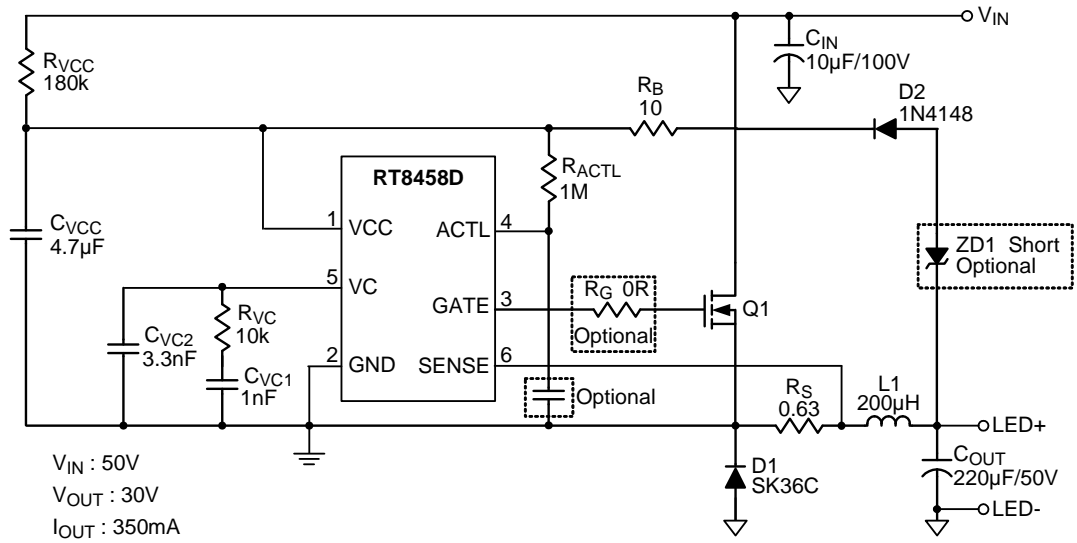 VIN
RVCC
180k
CIN
10µF/100V
RB
10
D2
1N4148
RT8458D
RACTL
1M
CVCC
4.7µF
1 VCC
ACTL 4
ZD1 Short
Optional
5 VC
RG 0R
Optional
GATE 3
Q1
RVC
10k
CVC2
3.3nF
CVC1
1nF
2 GND
SENSE 6
Optional
RS
0.63
L1
200µH
LED+
VIN : 50V
VOUT : 30V
IOUT : 350mA
D1
SK36C
COUT
220µF/50V
LED-